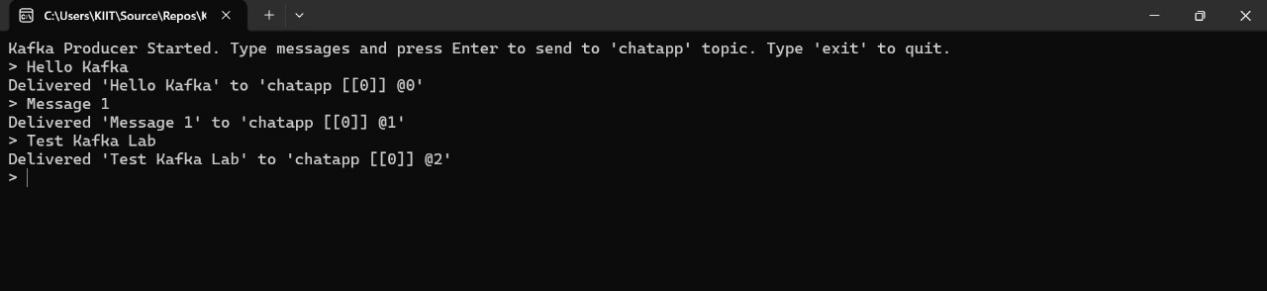 C:\Users\KIIT\Source\Repos\K
Kafka Producer Started. Type messages and press Enter to send to 'chatapp' topic. Type 'exit' to quit.
> Hello Kafka
Delivered 'Hello Kafka' to 'chatapp [[0]] @0'
> Message 1
Delivered 'Message 1' to 'chatapp [[0]] @1'
> Test Kafka Lab
Delivered 'Test Kafka Lab' to 'chatapp [[0]] @2'
>